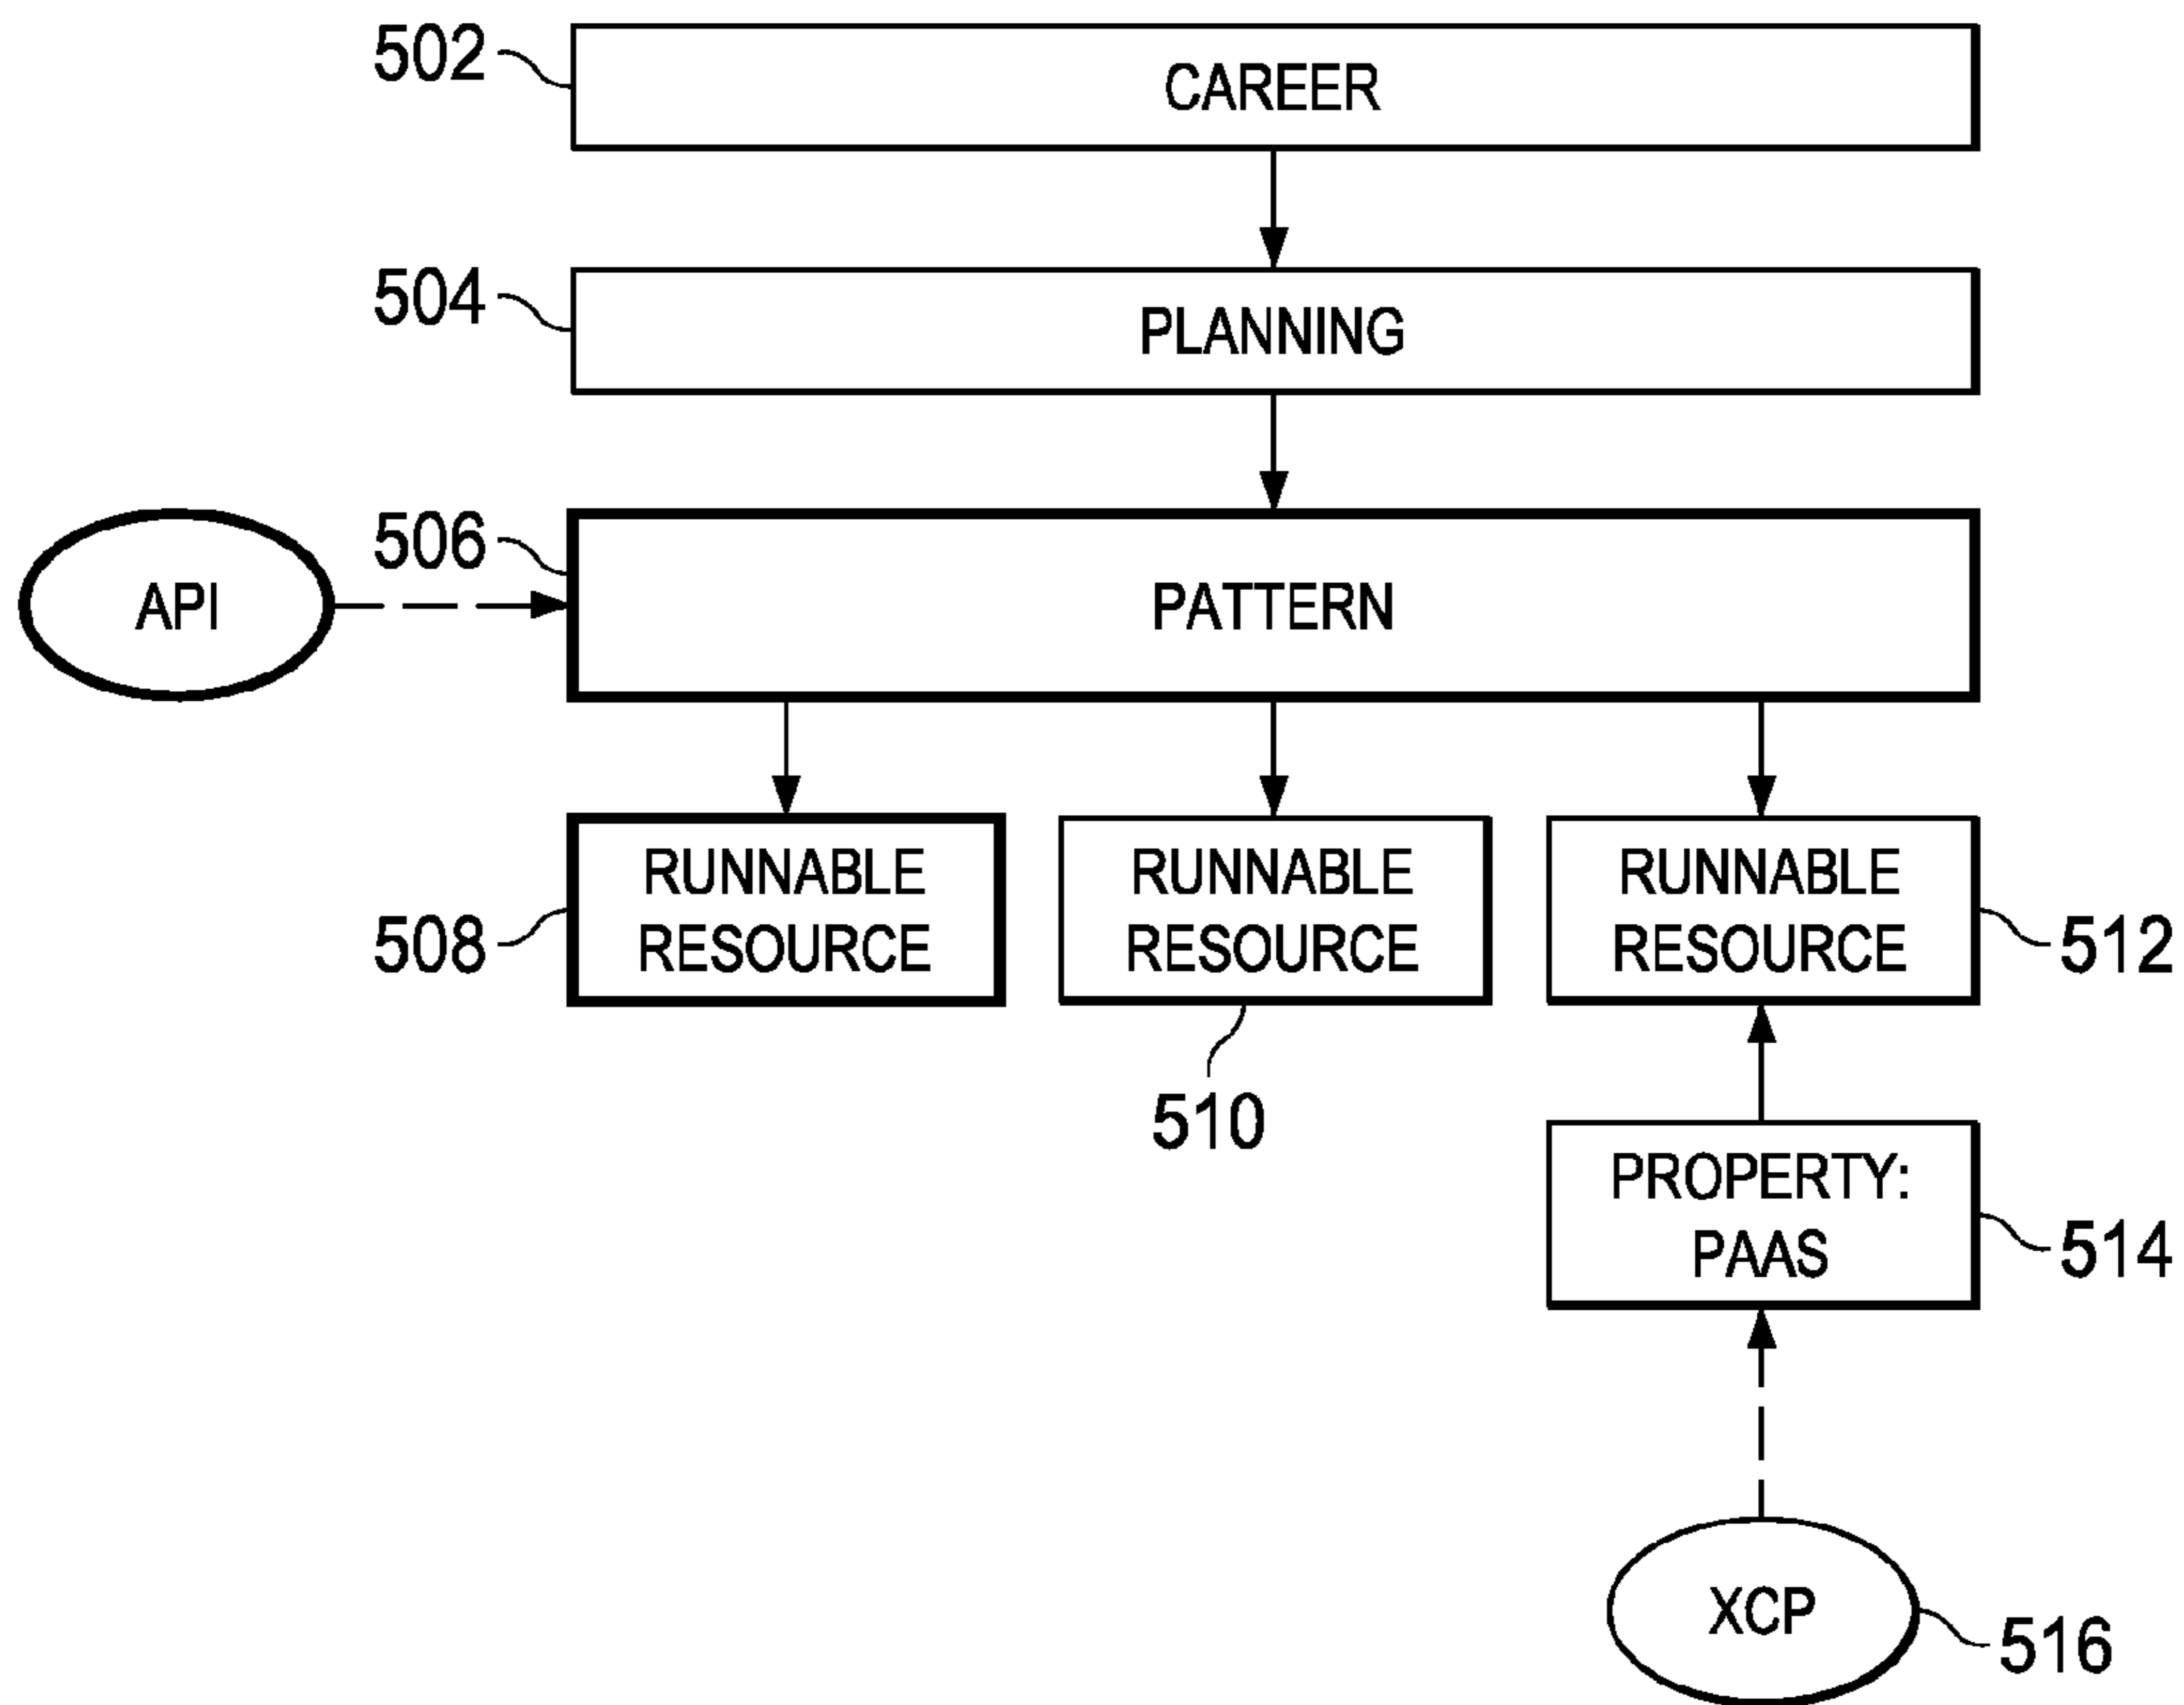 502
CAREER
504
PLANNING
506
API
PATTERN
RUNNABLE
RESOURCE
508
RUNNABLE
RESOURCE
510
RUNNABLE
RESOURCE
512
PROPERTY:
PAAS
514
XCP
516